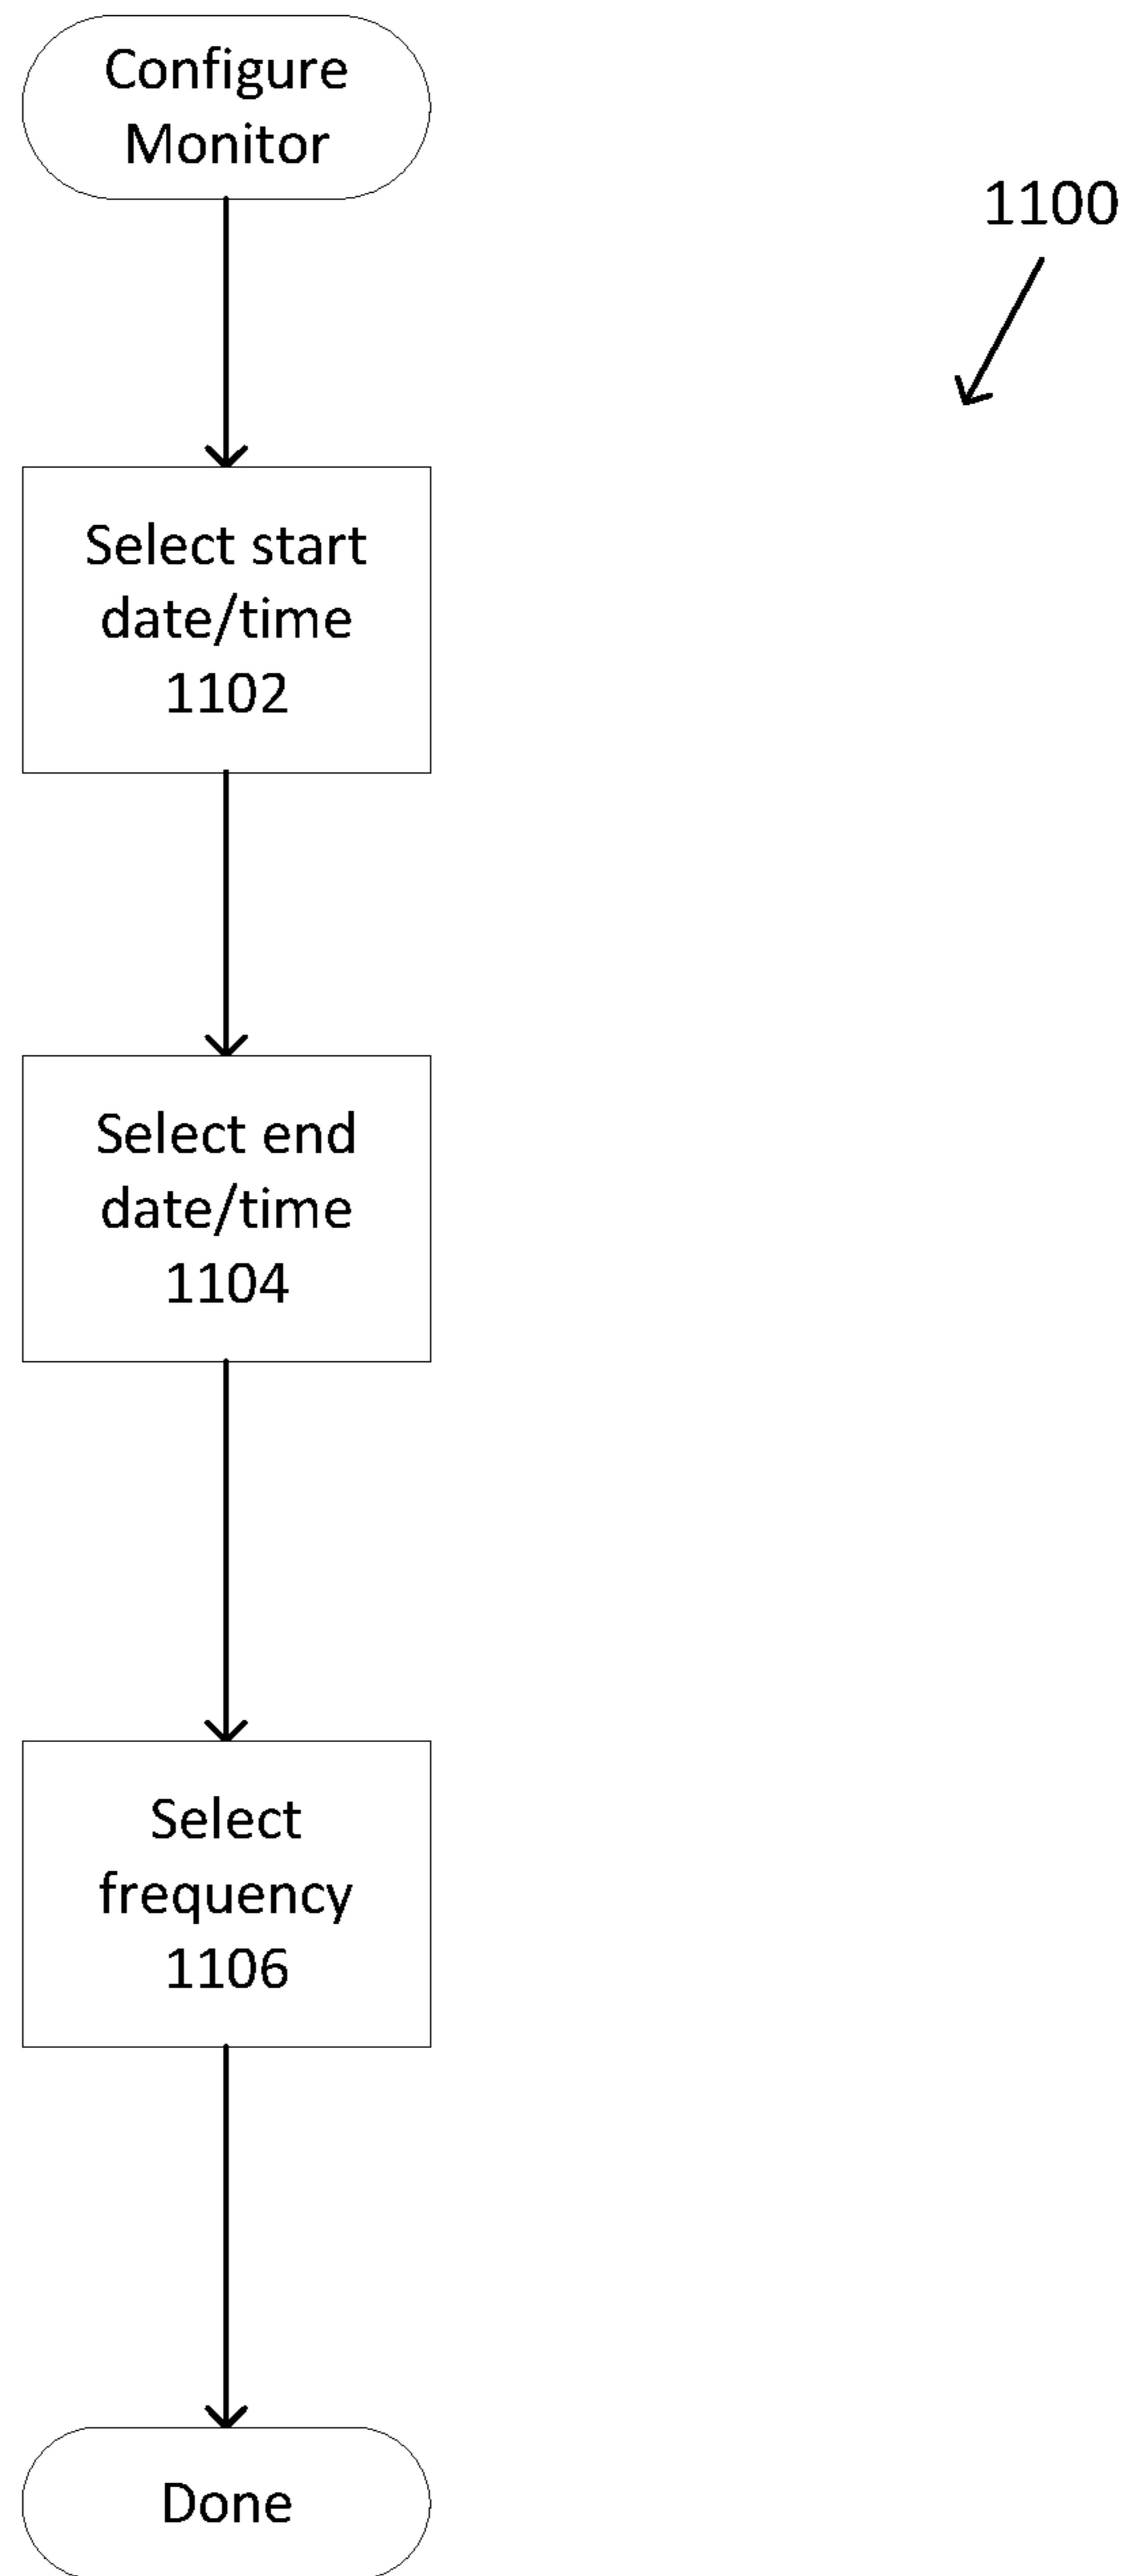 Configure
Monitor
1100
Select start
date/time
1102
Select end
date/time
1104
Select
frequency
1106
Done